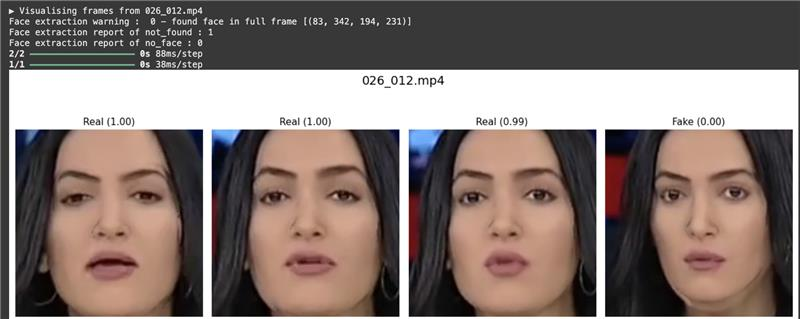 ▶ Visualising frames from 026_012.mp4
Face extraction warning :  0 - found face in full frame [(83, 342, 194, 231)]
Face extraction report of not_found : 1
Face extraction report of no_face : 0
2/2 ━━━━━━━━━━━━━━━━━━━━ 0s 88ms/step
1/1 ━━━━━━━━━━━━━━━━━━━━ 0s 38ms/step
026_012.mp4
Real (1.00) Real (1.00) Real (0.99) Fake (0.00)